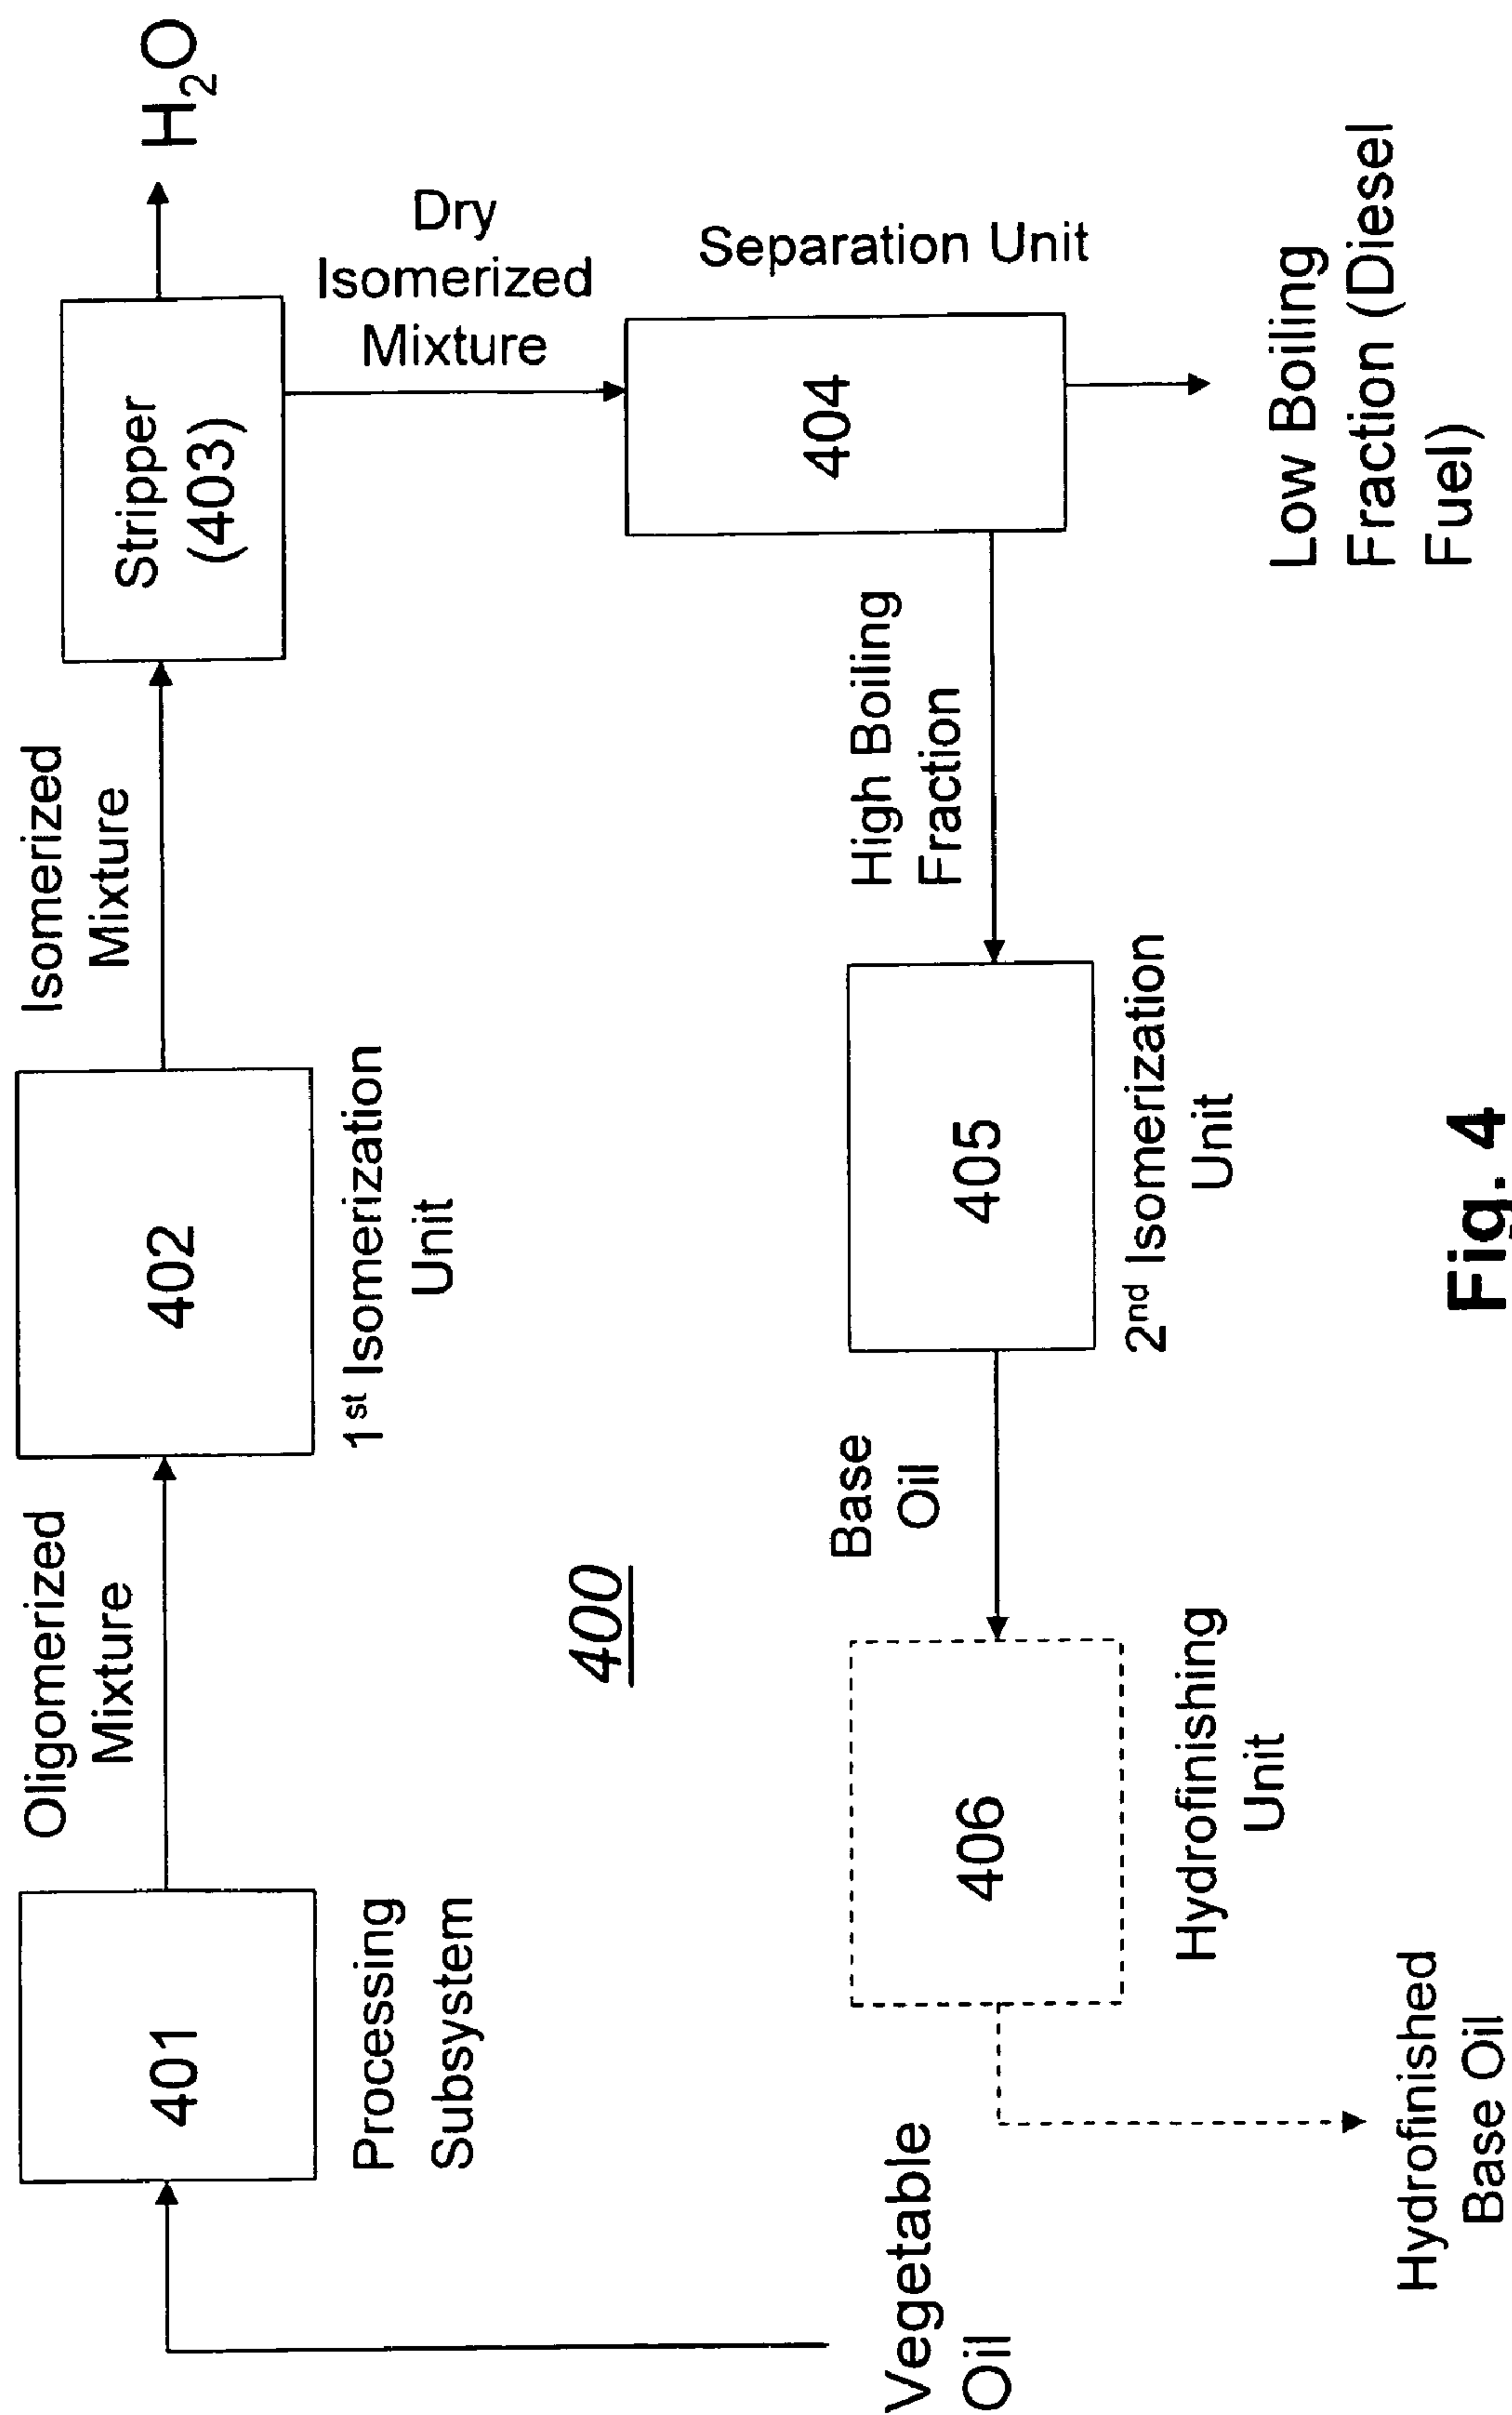 Oligomerized
Mixture
Isomerized
Mixture
H₂O
401
402
Stripper
(403)
Processing
Subsystem
1st Isomerization
Unit
Dry
Isomerized
Mixture
400
404
Separation Unit
Vegetable
Oil
Base
Oil
High Boiling
Fraction
406
405
Hydrofinishing
Unit
2nd Isomerization
Unit
Low Boiling
Fraction (Diesel
Fuel)
Hydrofinished
Base Oil
Fig. 4